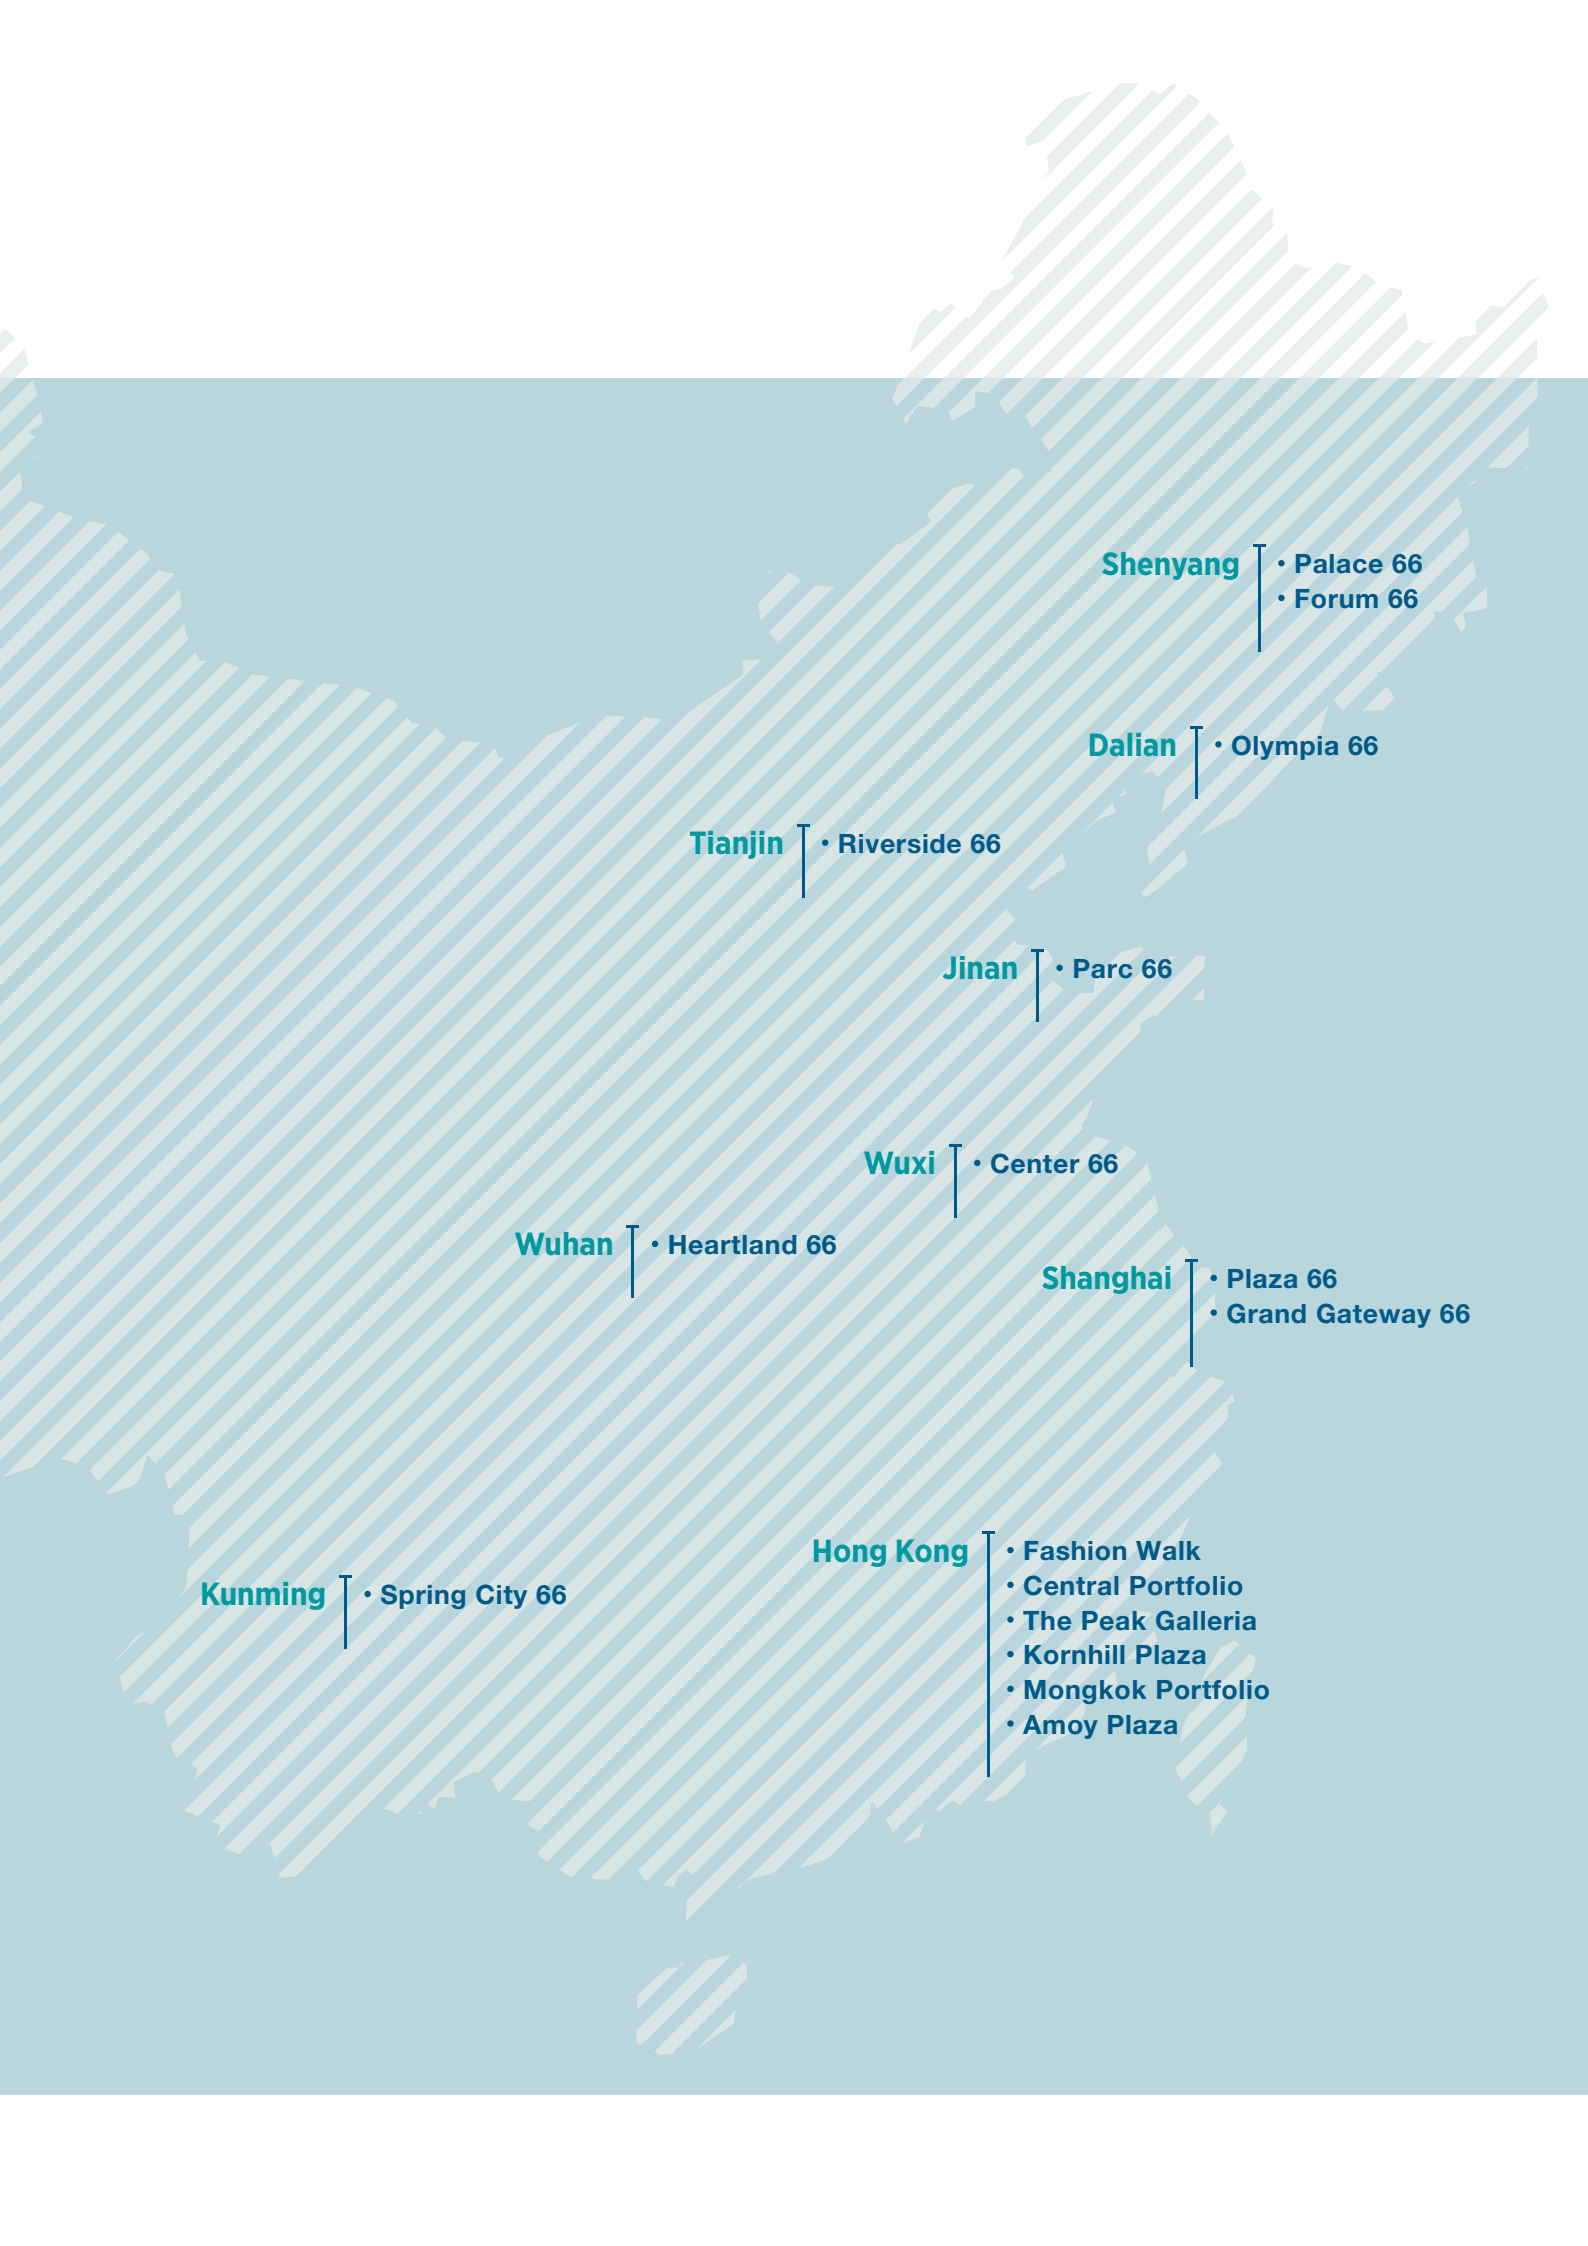 Shenyang
• Palace 66
• Forum 66
Dalian
• Olympia 66
Tianjin
• Riverside 66
Jinan
• Parc 66
Wuxi
• Center 66
Wuhan
• Heartland 66
Shanghai
• Plaza 66
• Grand Gateway 66
Hong Kong
• Fashion Walk
• Central Portfolio
• The Peak Galleria
• Kornhill Plaza
• Mongkok Portfolio
• Amoy Plaza
Kunming
• Spring City 66